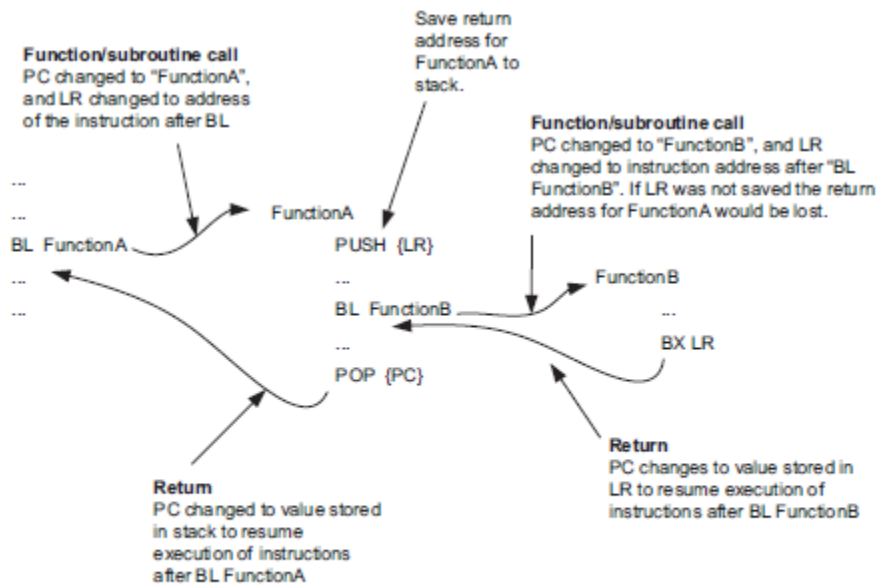 Save return
address for
FunctionA to
stack.
Function/subroutine call
PC changed to "FunctionA",
and LR changed to address
of the instruction after BL
Function/subroutine call
PC changed to "FunctionB", and LR
changed to instruction address after "BL
FunctionB". If LR was not saved the return
address for FunctionA would be lost.
...
...
BL FunctionA
...
...
FunctionA
PUSH {LR}
...
BL FunctionB
...
POP {PC}
FunctionB
...
BX LR
Return
PC changed to value stored
in stack to resume
execution of instructions
after BL FunctionA
Return
PC changes to value stored in
LR to resume execution of
instructions after BL FunctionB